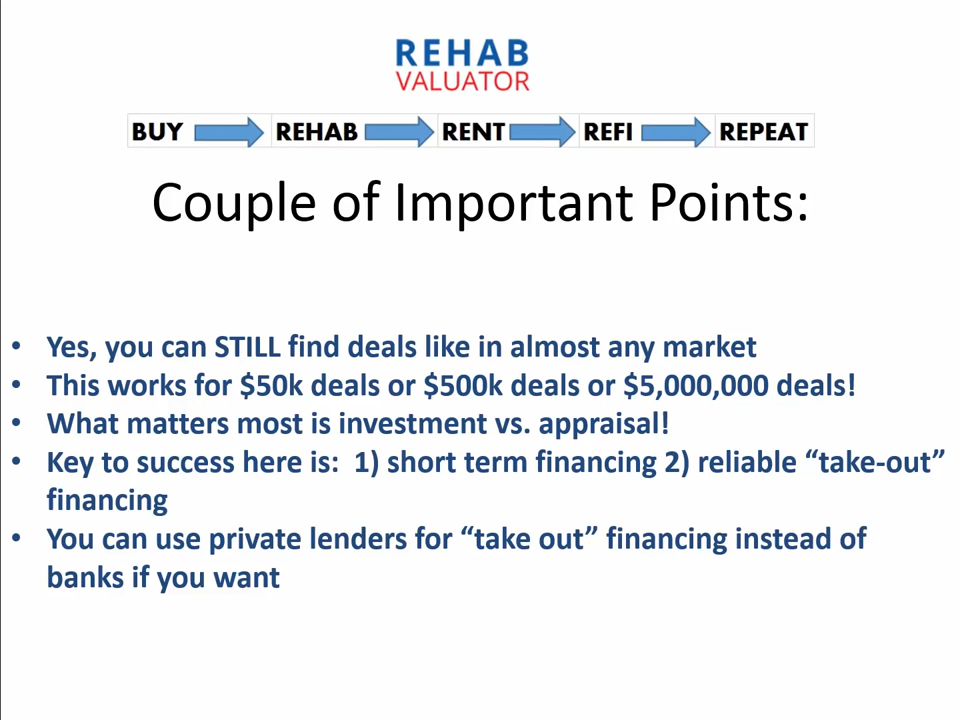 REHAB
VALUATOR
BUY REHAB RENT REFI REPEAT
Couple of Important Points:
• Yes, you can STILL find deals like in almost any market
• This works for $50k deals or $500k deals or $5,000,000 deals!
• What matters most is investment vs. appraisal!
• Key to success here is:  1) short term financing 2) reliable “take-out”
financing
• You can use private lenders for “take out” financing instead of
banks if you want